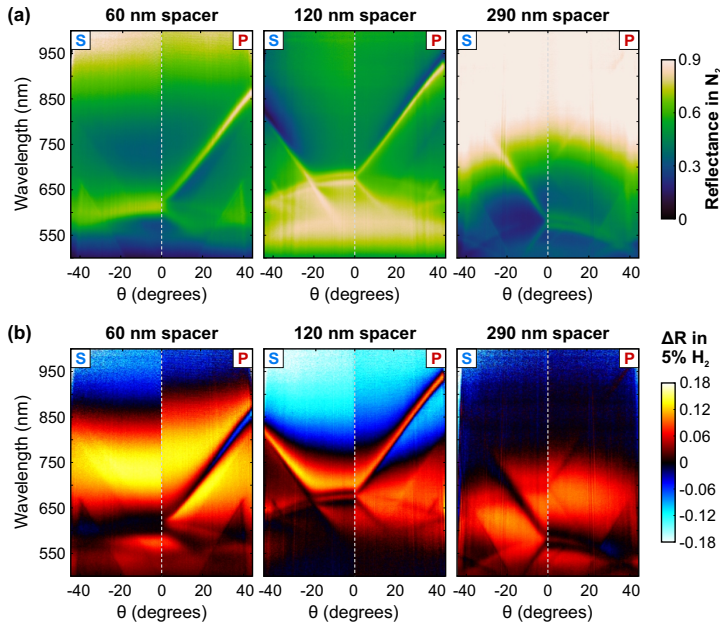 (a)
60 nm spacer
120 nm spacer
290 nm spacer
S P
S P
S P
Wavelength (nm)
950
850
750
650
550
-40 -20 0 20 40
-40 -20 0 20 40
-40 -20 0 20 40
θ (degrees)
θ (degrees)
θ (degrees)
0.9
0.6
0.3
0
Reflectance in N₂
(b)
60 nm spacer
120 nm spacer
290 nm spacer
S P
S P
S P
Wavelength (nm)
950
850
750
650
550
-40 -20 0 20 40
-40 -20 0 20 40
-40 -20 0 20 40
θ (degrees)
θ (degrees)
θ (degrees)
ΔR in
5% H₂
0.18
0.12
0.06
0
-0.06
-0.12
-0.18